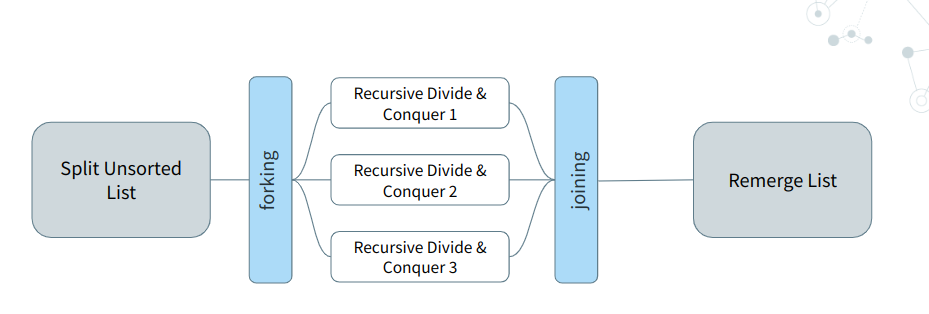 Split Unsorted
List
forking
Recursive Divide &
Conquer 1
Recursive Divide &
Conquer 2
Recursive Divide &
Conquer 3
joining
Remerge List